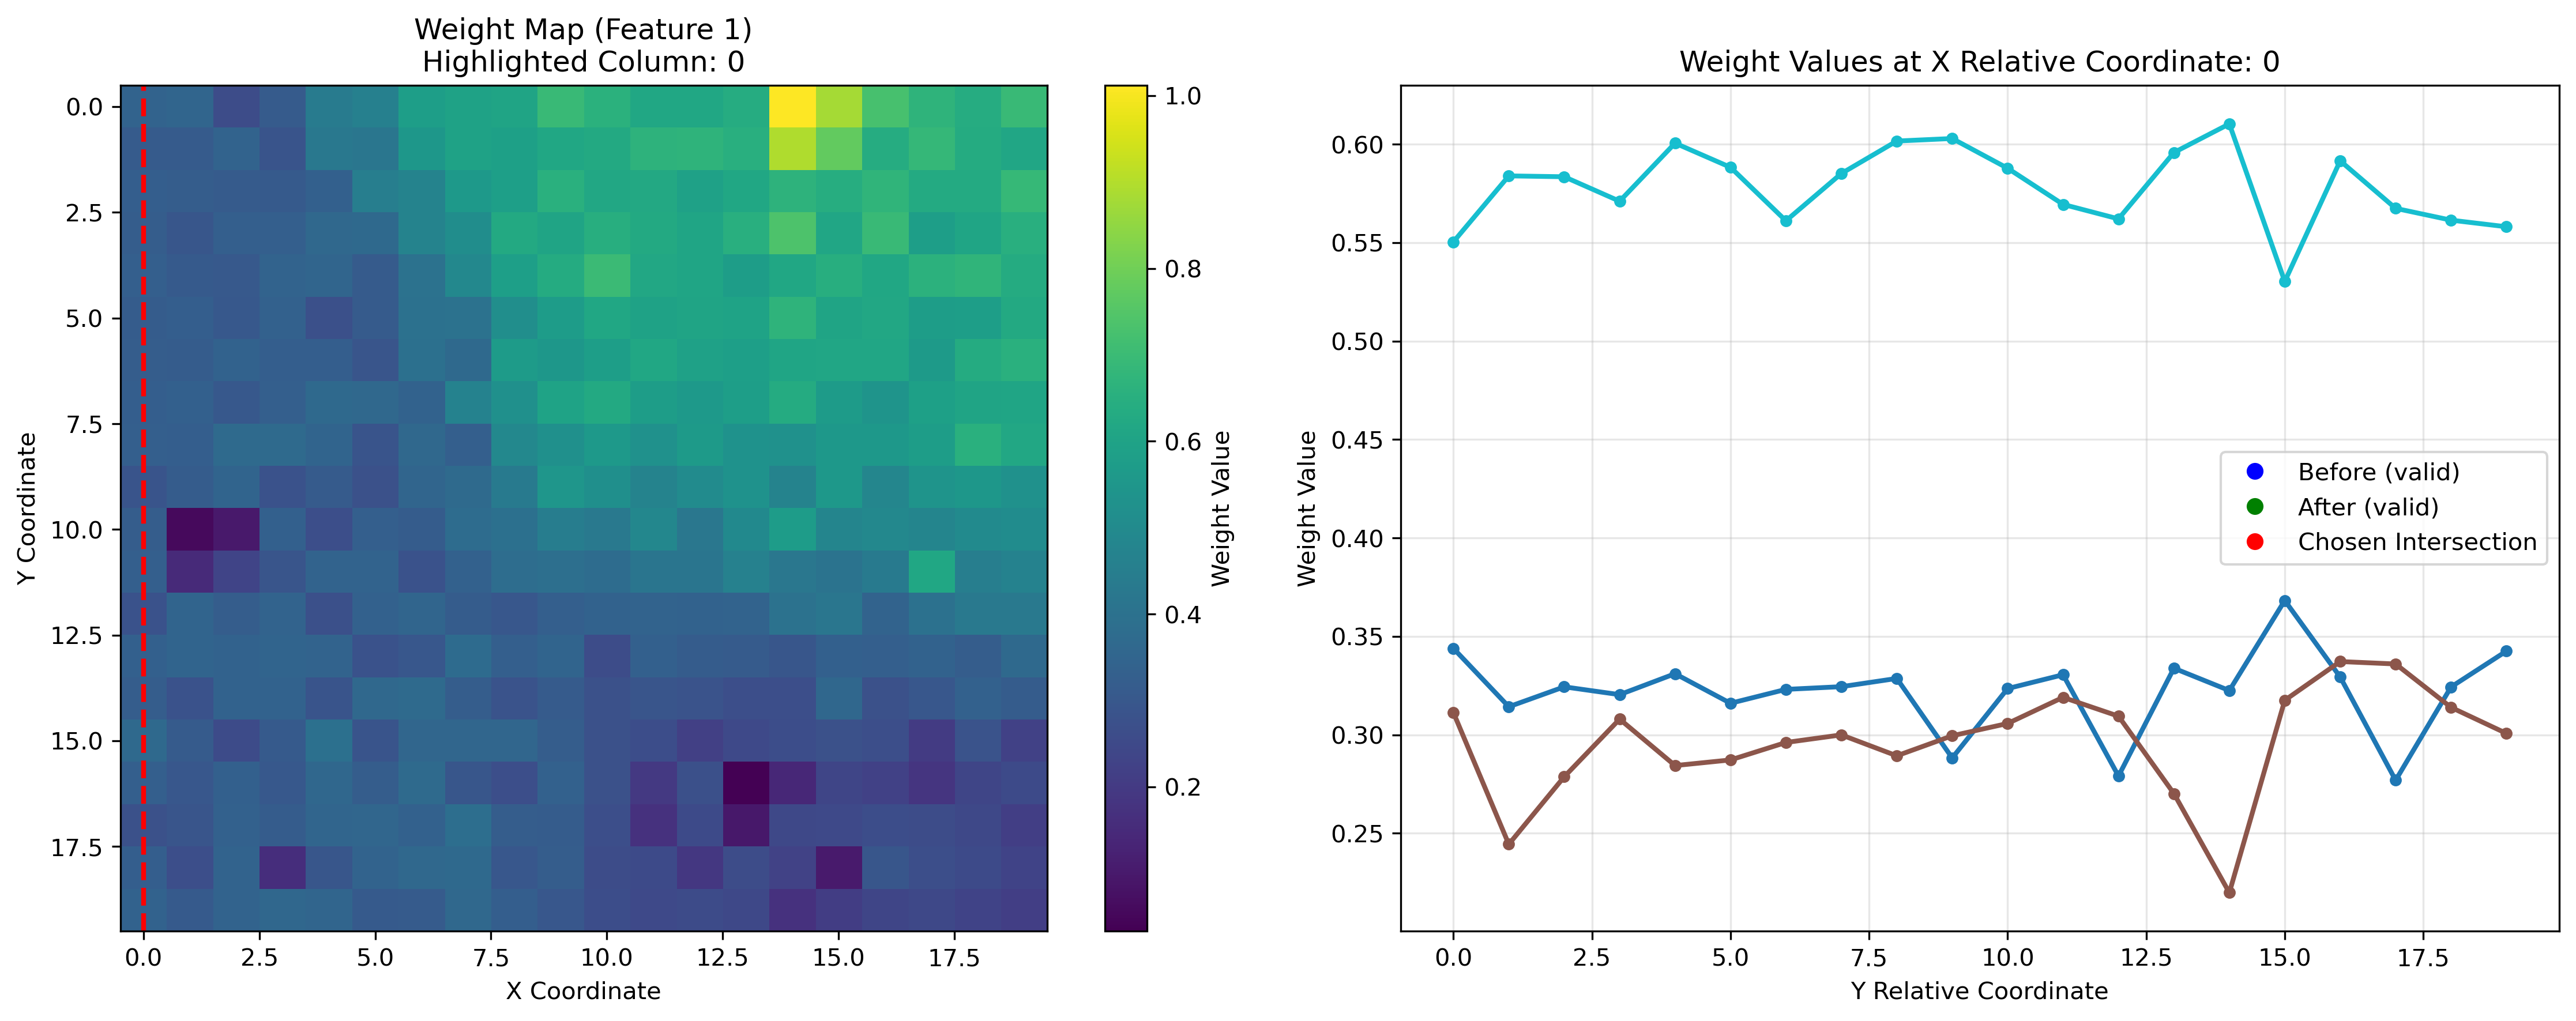 Weight Map (Feature 1)
Highlighted Column: 0
Y Coordinate
0.0
2.5
5.0
7.5
10.0
12.5
15.0
17.5
0.0 2.5 5.0 7.5 10.0 12.5 15.0 17.5
X Coordinate
1.0
0.8
0.6
0.4
0.2
Weight Value
Weight Values at X Relative Coordinate: 0
Weight Value
0.60
0.55
0.50
0.45
0.40
0.35
0.30
0.25
Before (valid)
After (valid)
Chosen Intersection
0.0 2.5 5.0 7.5 10.0 12.5 15.0 17.5
Y Relative Coordinate